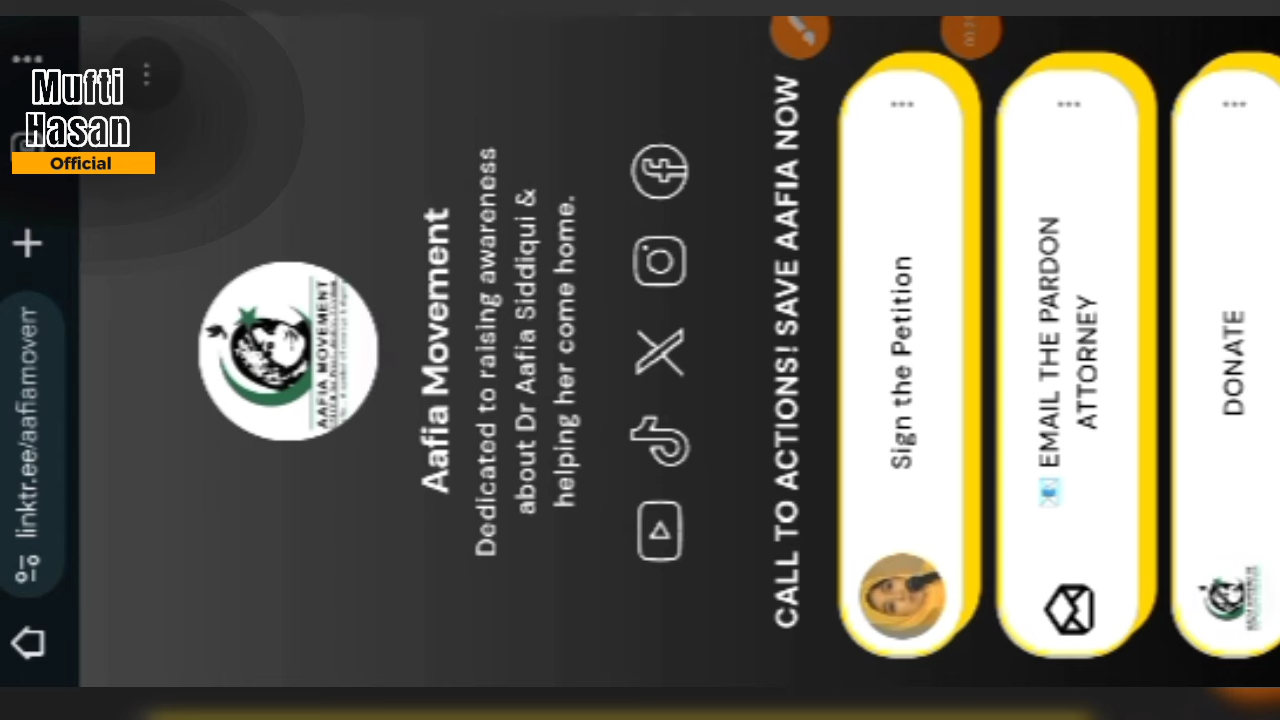 Mufti
Hasan
Official
linktr.ee/aafiamovem
AAFIA MOVEMENT
Aafia Movement
Dedicated to raising awareness
about Dr Aafia Siddiqui &
helping her come home.
CALL TO ACTIONS! SAVE AAFIA NOW
Sign the Petition
📧 EMAIL THE PARDON
ATTORNEY
DONATE